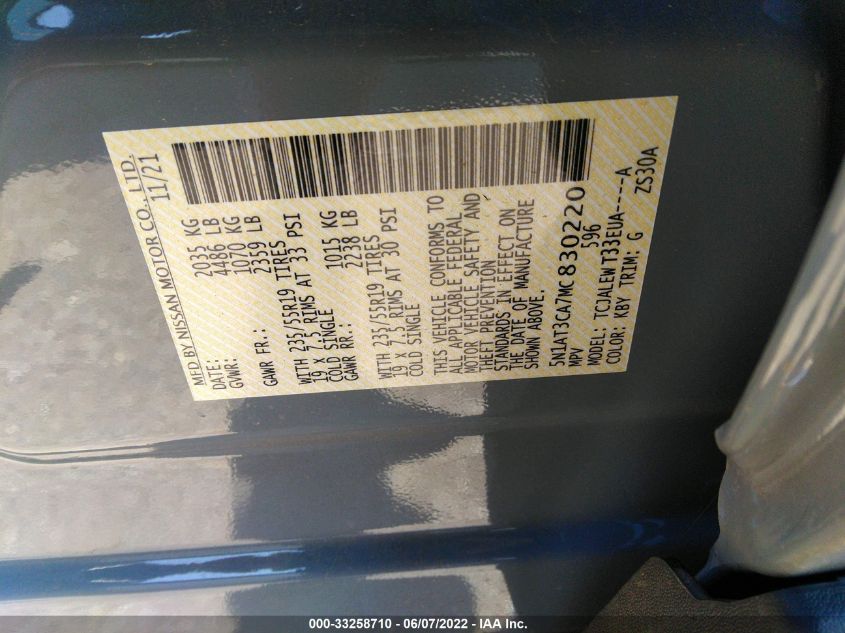 MFD BY NISSAN MOTOR CO., LTD.
DATE: 11/21
GVWR: 2035 KG
4486 LB
GAWR FR.: 1070 KG
2359 LB
WITH 235/55R19 TIRES
19 X 7.5 RIMS AT 33 PSI
COLD SINGLE
GAWR RR.: 1015 KG
2238 LB
WITH 235/55R19 TIRES
19 X 7.5 RIMS AT 30 PSI
COLD SINGLE
THIS VEHICLE CONFORMS TO
ALL APPLICABLE FEDERAL
MOTOR VEHICLE SAFETY AND
THEFT PREVENTION
STANDARDS IN EFFECT ON
THE DATE OF MANUFACTURE
SHOWN ABOVE.
5N1AT3CA7MC830220
MPV 596
MODEL: TCJALEWT33EUA----A
COLOR: KBY TRIM: G ZS30A
000-33258710 - 06/07/2022 - IAA Inc.